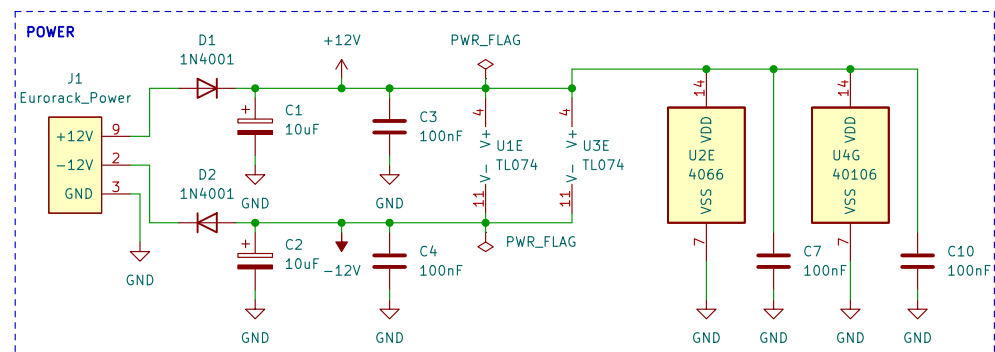 POWER
J1
Eurorack_Power
+12V
9
-12V
2
GND
3
GND
D1
1N4001
D2
1N4001
+12V
+
C1
10uF
GND
C3
100nF
GND
+
C2
10uF
GND
-12V
C4
100nF
GND
PWR_FLAG
4
V+
U1E
TL074
V-
11
PWR_FLAG
4
V+
U3E
TL074
V-
11
14
VDD
U2E
4066
VSS
7
GND
C7
100nF
GND
14
VDD
U4G
40106
VSS
7
GND
C10
100nF
GND